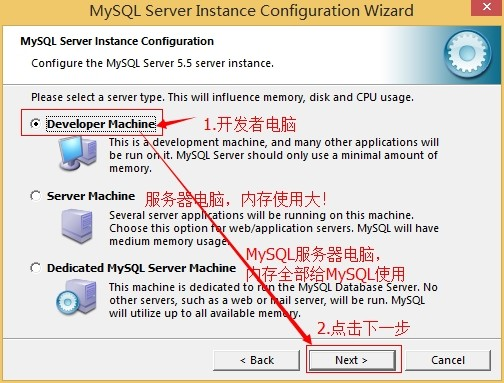 MySQL Server Instance Configuration Wizard
MySQL Server Instance Configuration
Configure the MySQL Server 5.5 server instance.
Please select a server type. This will influence memory, disk and CPU usage.
Developer Machine
1.开发者电脑
This is a development machine, and many other applications will
be run on it. MySQL Server should only use a minimal amount of
memory.
Server Machine
服务器电脑，内存使用大!
Several server applications will be running on this machine.
Choose this option for web/application servers. MySQL will have
medium memory usage.
MySQL服务器电脑，
内存全部给MySQL使用
Dedicated MySQL Server Machine
This machine is dedicated to run the MySQL Database Server. No
other servers, such as a web or mail server, will be run. MySQL
will utilize up to all available memory.
2.点击下一步
< Back
Next >
Cancel